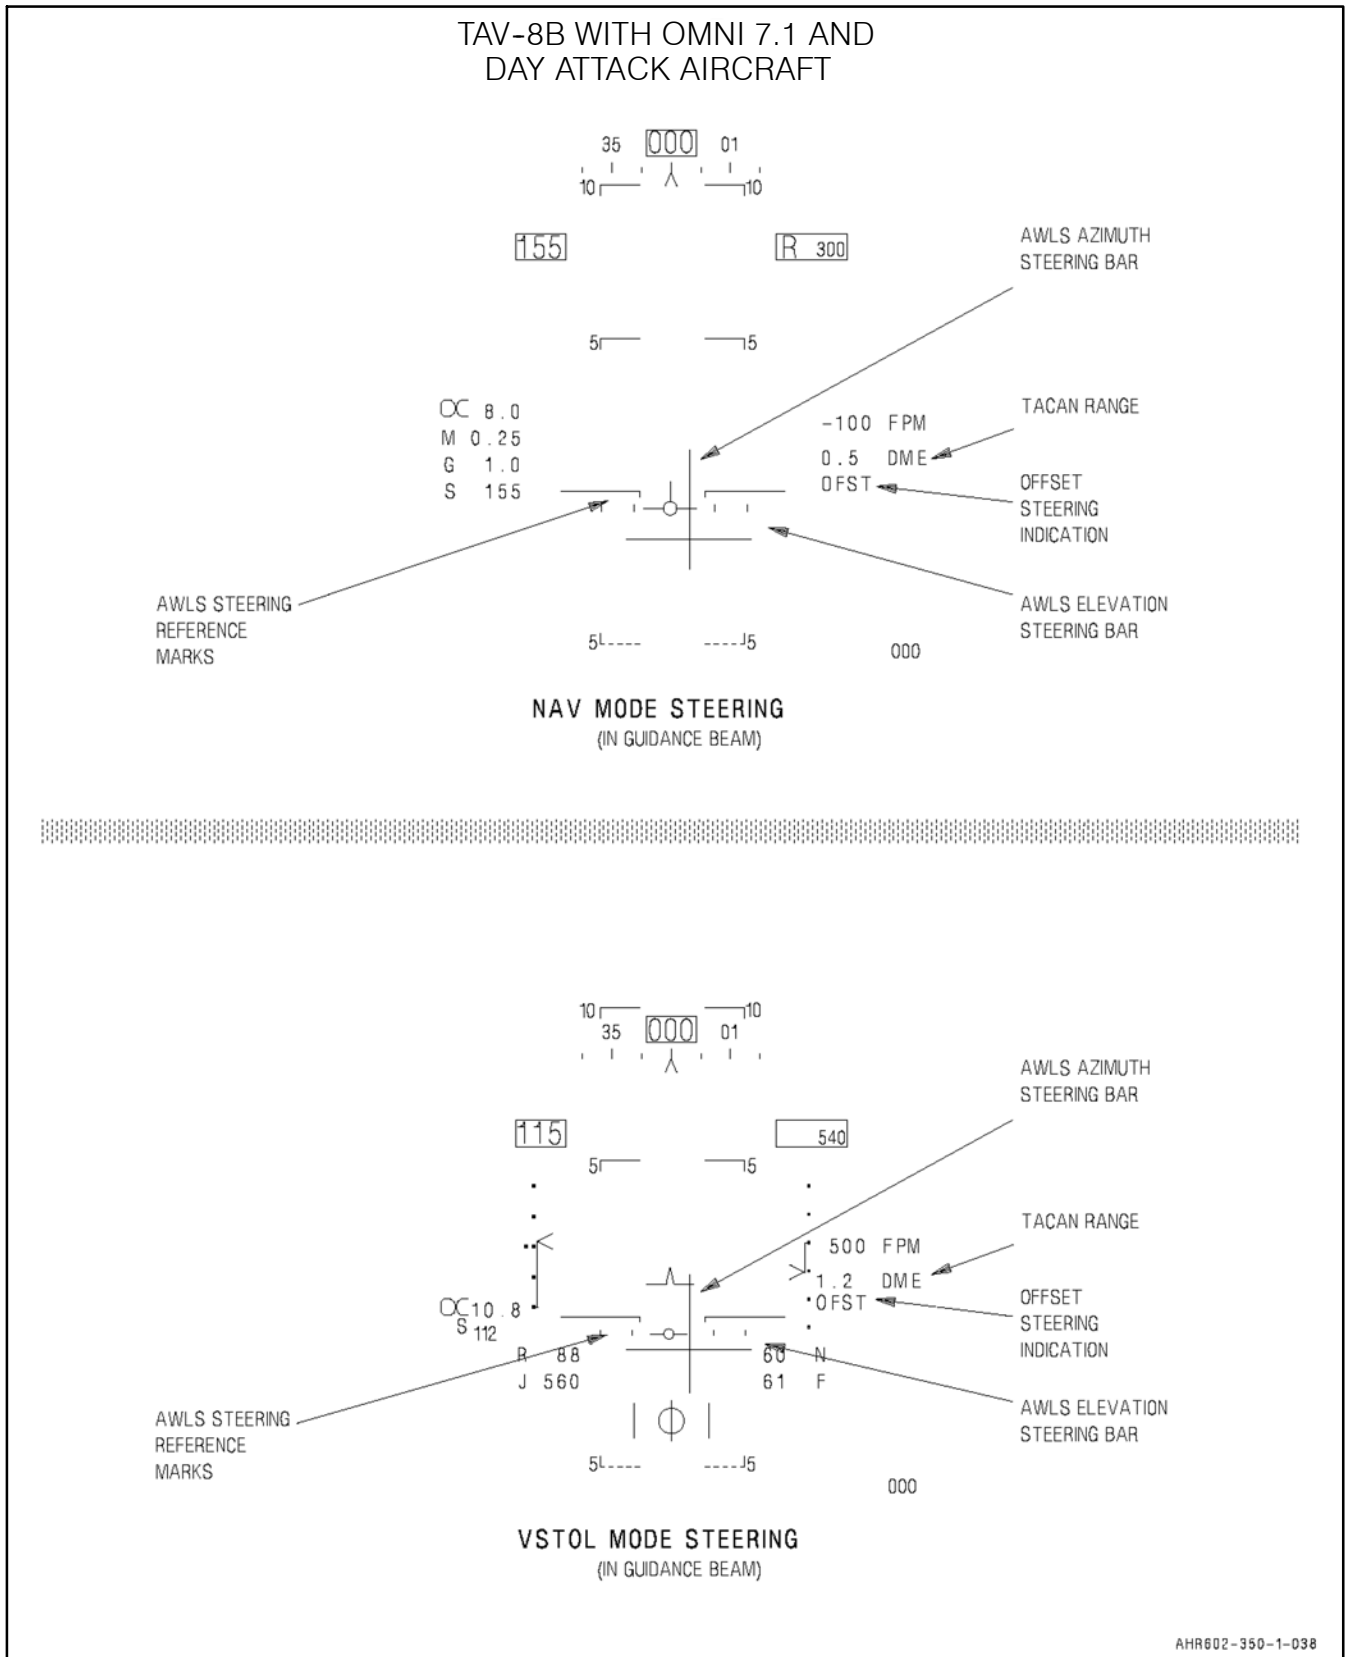 TAV-8B WITH OMNI 7.1 AND
DAY ATTACK AIRCRAFT
35 000 01
10 10
155 R 300
AWLS AZIMUTH
STEERING BAR
5 5
α 8.0
M 0.25
G 1.0
S 155
-100 FPM
0.5 DME
OFST
TACAN RANGE
OFFSET
STEERING
INDICATION
AWLS STEERING
REFERENCE
MARKS
AWLS ELEVATION
STEERING BAR
5 5
000
NAV MODE STEERING
(IN GUIDANCE BEAM)
10 10
35 000 01
AWLS AZIMUTH
STEERING BAR
115 540
5 5
TACAN RANGE
500 FPM
1.2 DME
OFST
α 10.8
S 112
R 88 60 N
J 560 61 F
OFFSET
STEERING
INDICATION
AWLS STEERING
REFERENCE
MARKS
AWLS ELEVATION
STEERING BAR
5 5
000
VSTOL MODE STEERING
(IN GUIDANCE BEAM)
AHR602-350-1-038